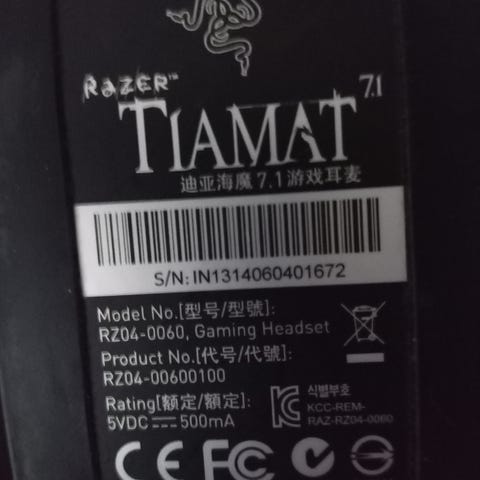 RAZER™
TIAMAT 7.1
迪亚海魔7.1游戏耳麦
S/N: IN1314060401672
Model No.[型号/型號]:
RZ04-0060, Gaming Headset
Product No.[代号/代號]:
RZ04-00600100
Rating[额定/額定]:
5VDC⎓500mA
식별부호
KCC-REM-
RAZ-RZ04-0060
CE FC